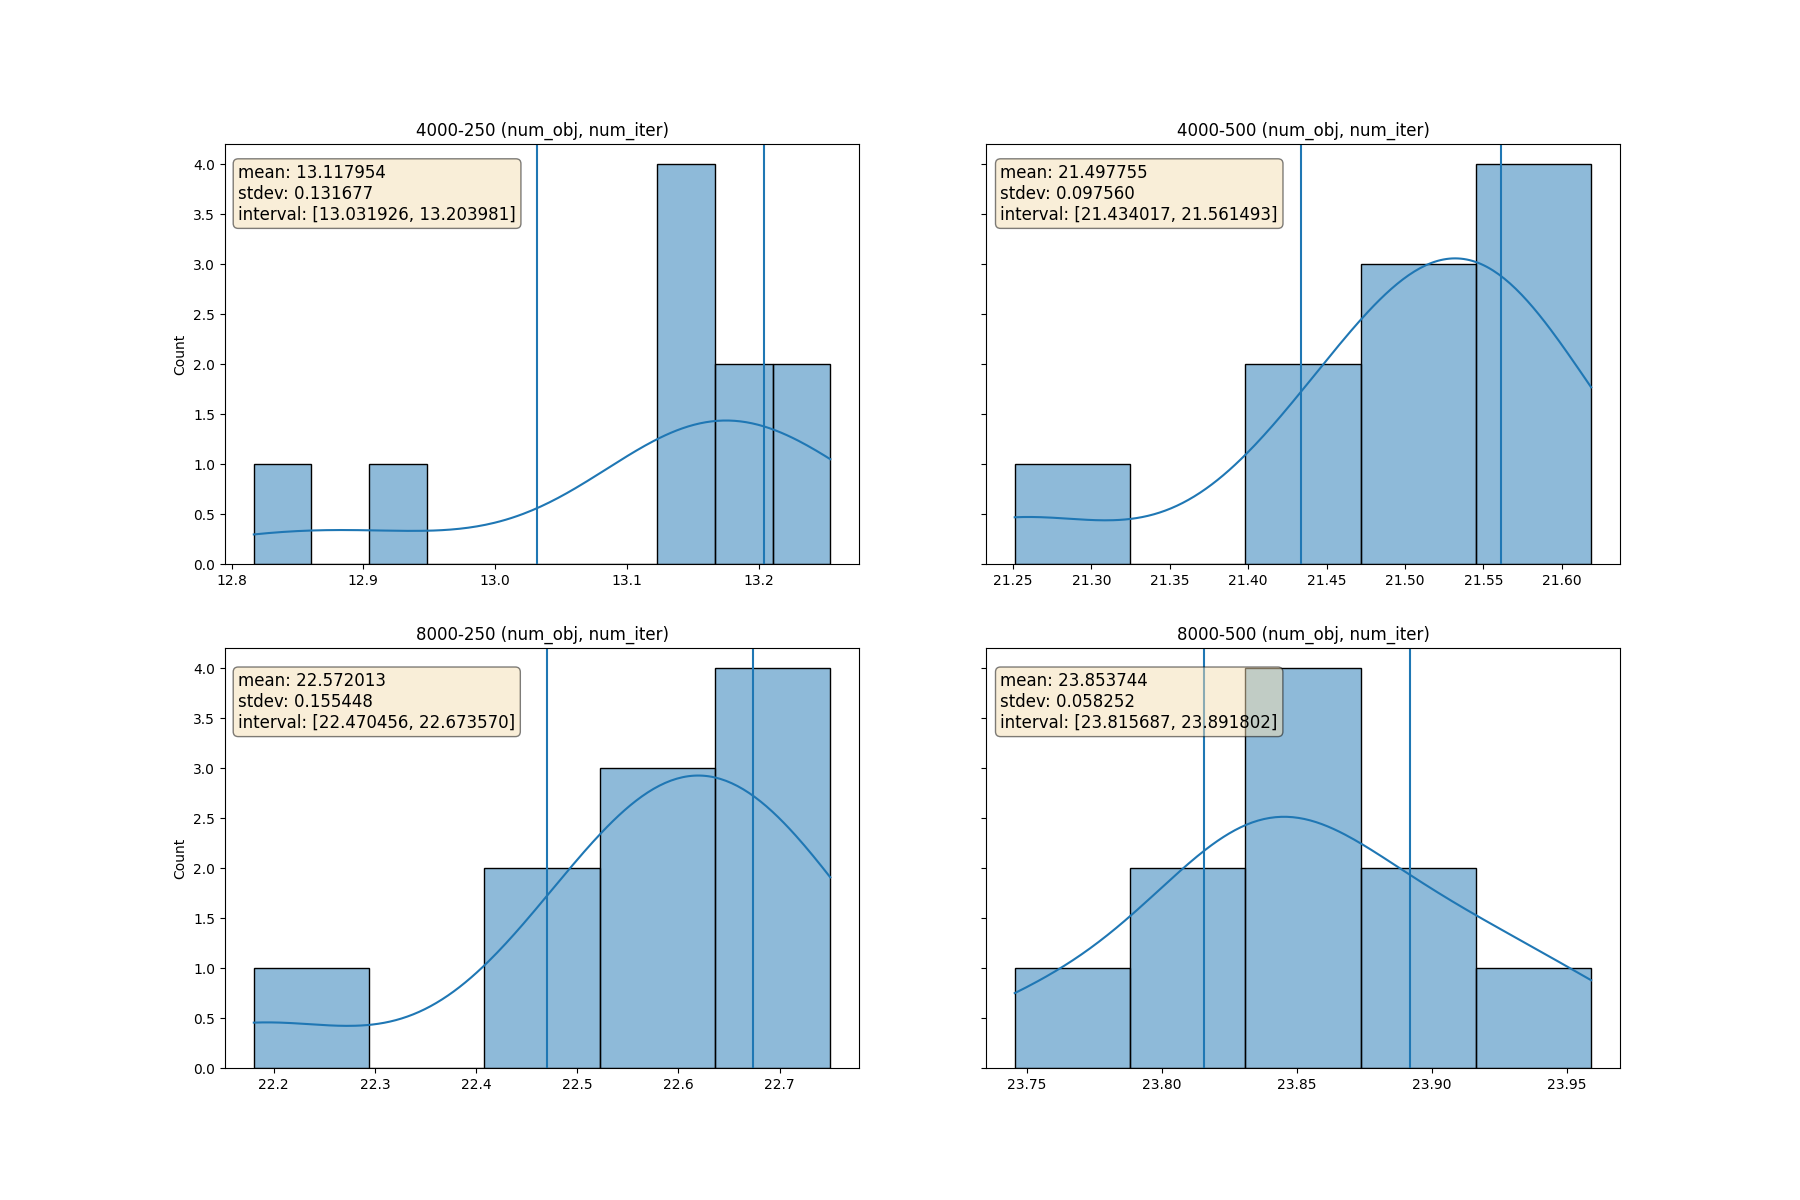 4000-250 (num_obj, num_iter)
mean: 13.117954
stdev: 0.131677
interval: [13.031926, 13.203981]
Count
4.0
3.5
3.0
2.5
2.0
1.5
1.0
0.5
0.0
12.8 12.9 13.0 13.1 13.2
4000-500 (num_obj, num_iter)
mean: 21.497755
stdev: 0.097560
interval: [21.434017, 21.561493]
21.25 21.30 21.35 21.40 21.45 21.50 21.55 21.60
8000-250 (num_obj, num_iter)
mean: 22.572013
stdev: 0.155448
interval: [22.470456, 22.673570]
Count
4.0
3.5
3.0
2.5
2.0
1.5
1.0
0.5
0.0
22.2 22.3 22.4 22.5 22.6 22.7
8000-500 (num_obj, num_iter)
mean: 23.853744
stdev: 0.058252
interval: [23.815687, 23.891802]
23.75 23.80 23.85 23.90 23.95